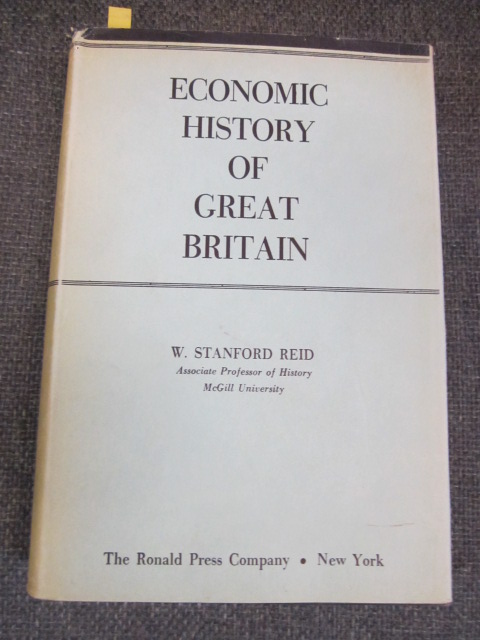 ECONOMIC
HISTORY
OF
GREAT
BRITAIN
W. STANFORD REID
Associate Professor of History
McGill University
The Ronald Press Company • New York